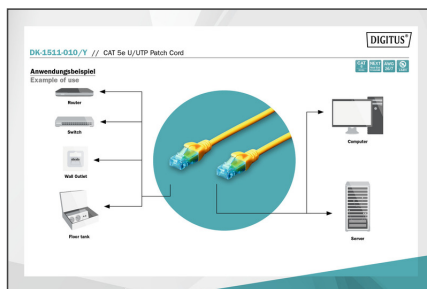 DIGITUS®
DK-1511-010/Y // CAT 5e U/UTP Patch Cord
Anwendungsbeispiel
Example of use
Router
Switch
Wall Outlet
Floor tank
Computer
Server